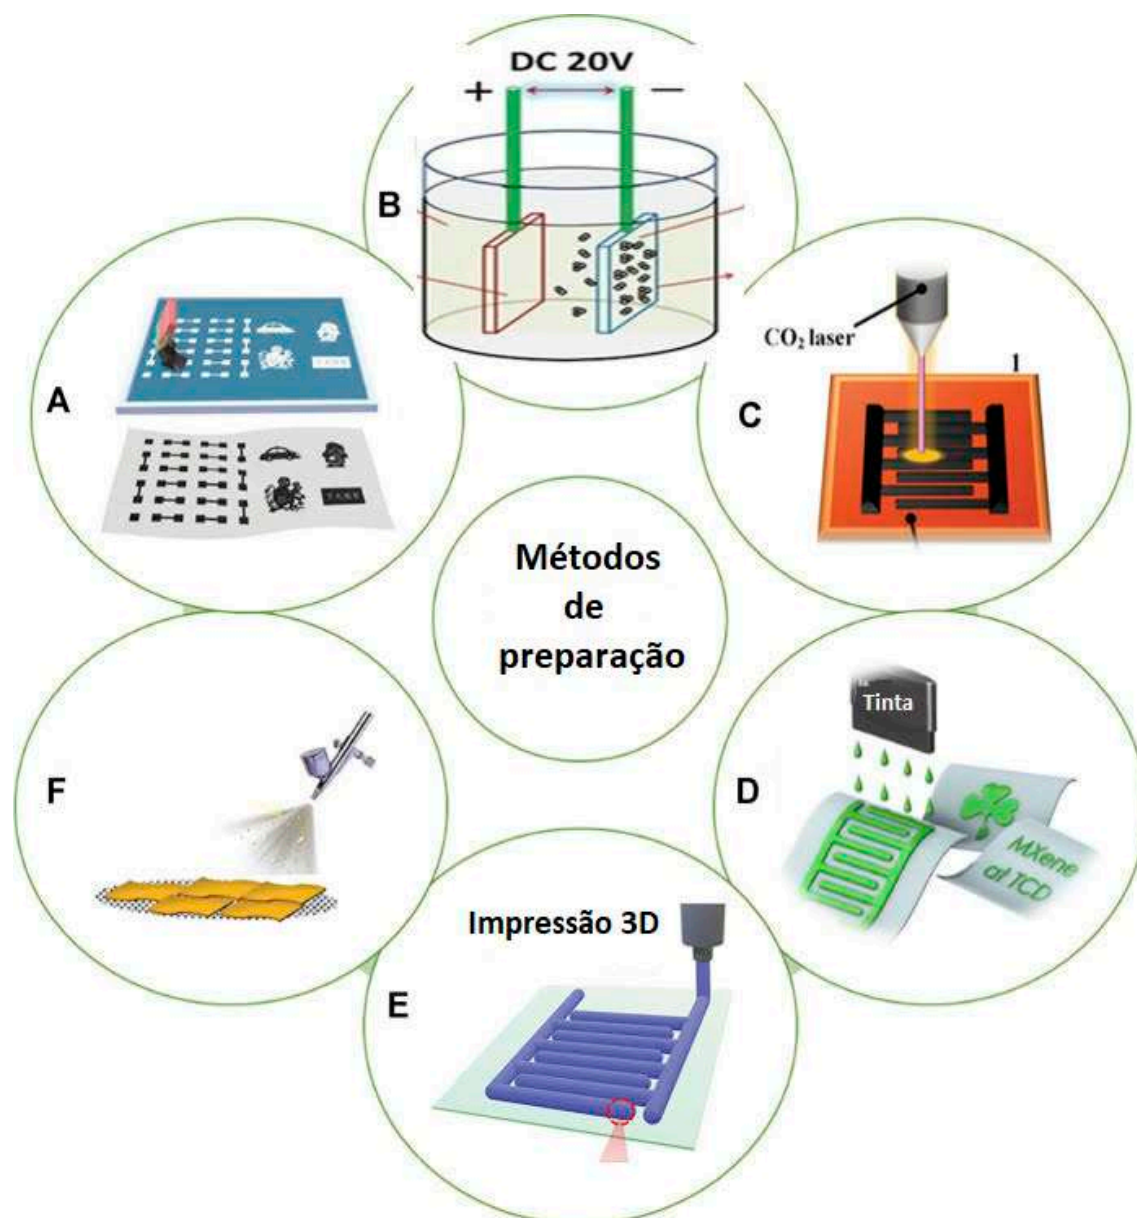 DC 20V
+
−
B
A
CO₂ laser
1
C
Métodos
de
preparação
Tinta
D
MXene
at TCD
F
Impressão 3D
E